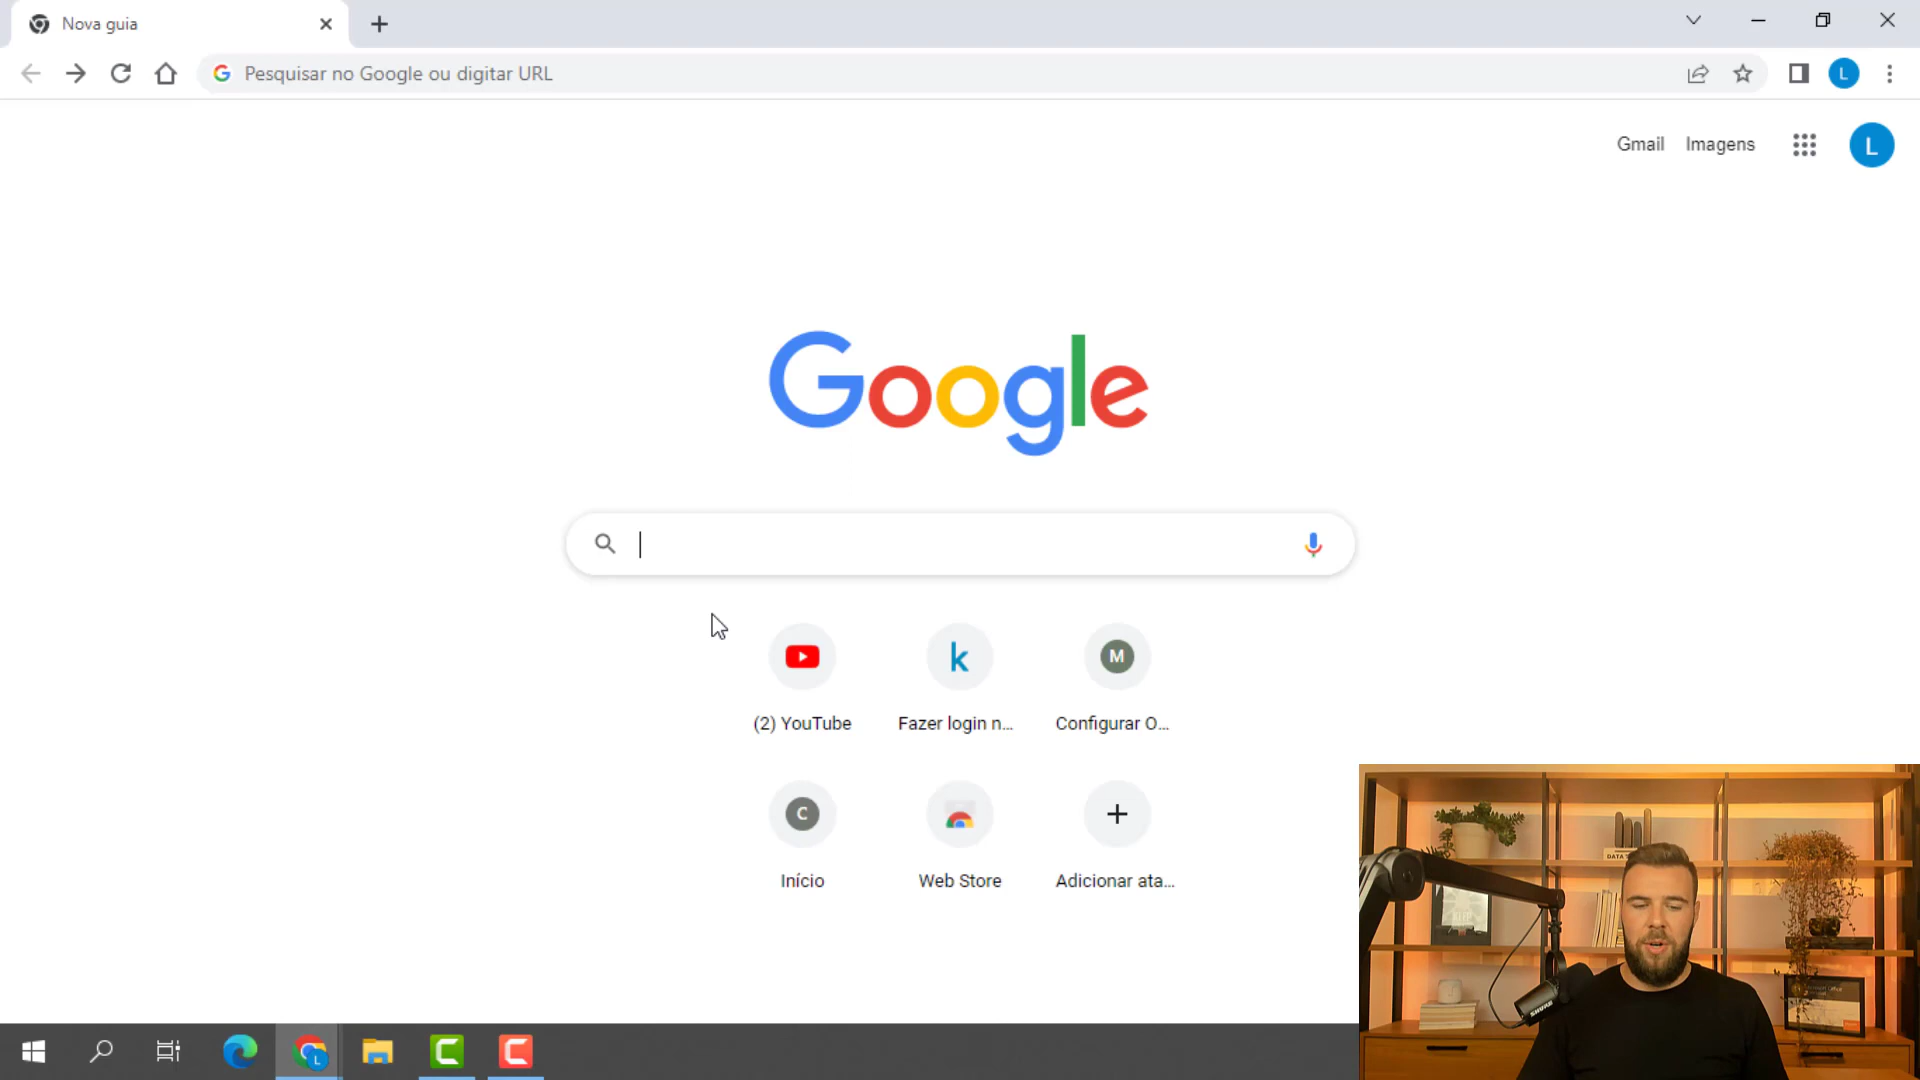 Nova guia
Pesquisar no Google ou digitar URL
L
Gmail Imagens
L
Google
k
M
(2) YouTube
Fazer login n...
Configurar O...
C
Início
Web Store
Adicionar ata...
L
SHURE